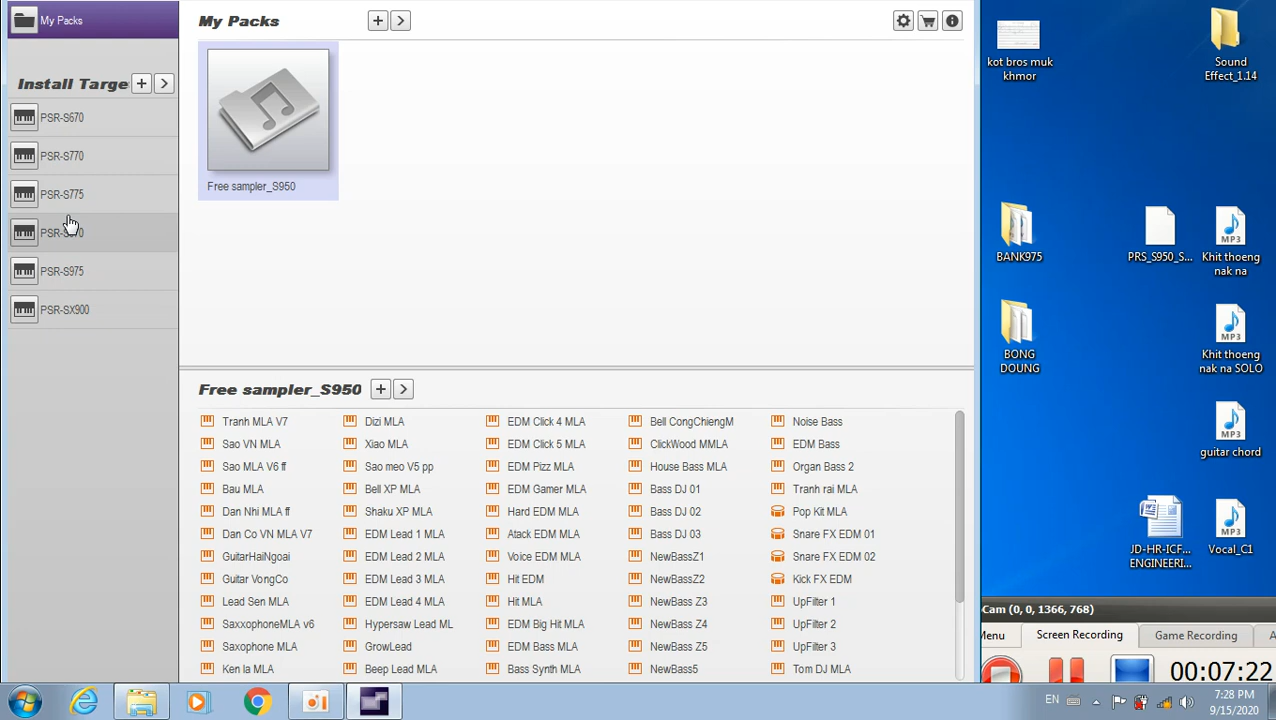 My Packs
Install Targe
PSR-S670
PSR-S770
PSR-S775
PSR-S970
PSR-S975
PSR-SX900
My Packs
Free sampler_S950
Free sampler_S950
Tranh MLA V7
Sao VN MLA
Sao MLA V6 ff
Bau MLA
Dan Nhi MLA ff
Dan Co VN MLA V7
GuitarHaiNgoai
Guitar VongCo
Lead Sen MLA
SaxxophoneMLA v6
Saxophone MLA
Ken la MLA
Dizi MLA
Xiao MLA
Sao meo V5 pp
Bell XP MLA
Shaku XP MLA
EDM Lead 1 MLA
EDM Lead 2 MLA
EDM Lead 3 MLA
EDM Lead 4 MLA
Hypersaw Lead ML
GrowLead
Beep Lead MLA
EDM Click 4 MLA
EDM Click 5 MLA
EDM Pizz MLA
EDM Gamer MLA
Hard EDM MLA
Atack EDM MLA
Voice EDM MLA
Hit EDM
Hit MLA
EDM Big Hit MLA
EDM Bass MLA
Bass Synth MLA
Bell CongChiengM
ClickWood MMLA
House Bass MLA
Bass DJ 01
Bass DJ 02
Bass DJ 03
NewBassZ1
NewBassZ2
NewBass Z3
NewBass Z4
NewBass Z5
NewBass5
Noise Bass
EDM Bass
Organ Bass 2
Tranh rai MLA
Pop Kit MLA
Snare FX EDM 01
Snare FX EDM 02
Kick FX EDM
UpFilter 1
UpFilter 2
UpFilter 3
Tom DJ MLA
kot bros muk
khmor
Sound
Effect_1.14
BANK975
PRS_S950_S...
MP3
Khit thoeng
nak na
BONG
DOUNG
MP3
Khit thoeng
nak na SOLO
MP3
guitar chord
JD-HR-ICF...
ENGINEERI...
MP3
Vocal_C1
Cam (0, 0, 1366, 768)
Menu
Screen Recording
Game Recording
A
00:07:22
EN
7:28 PM
9/15/2020